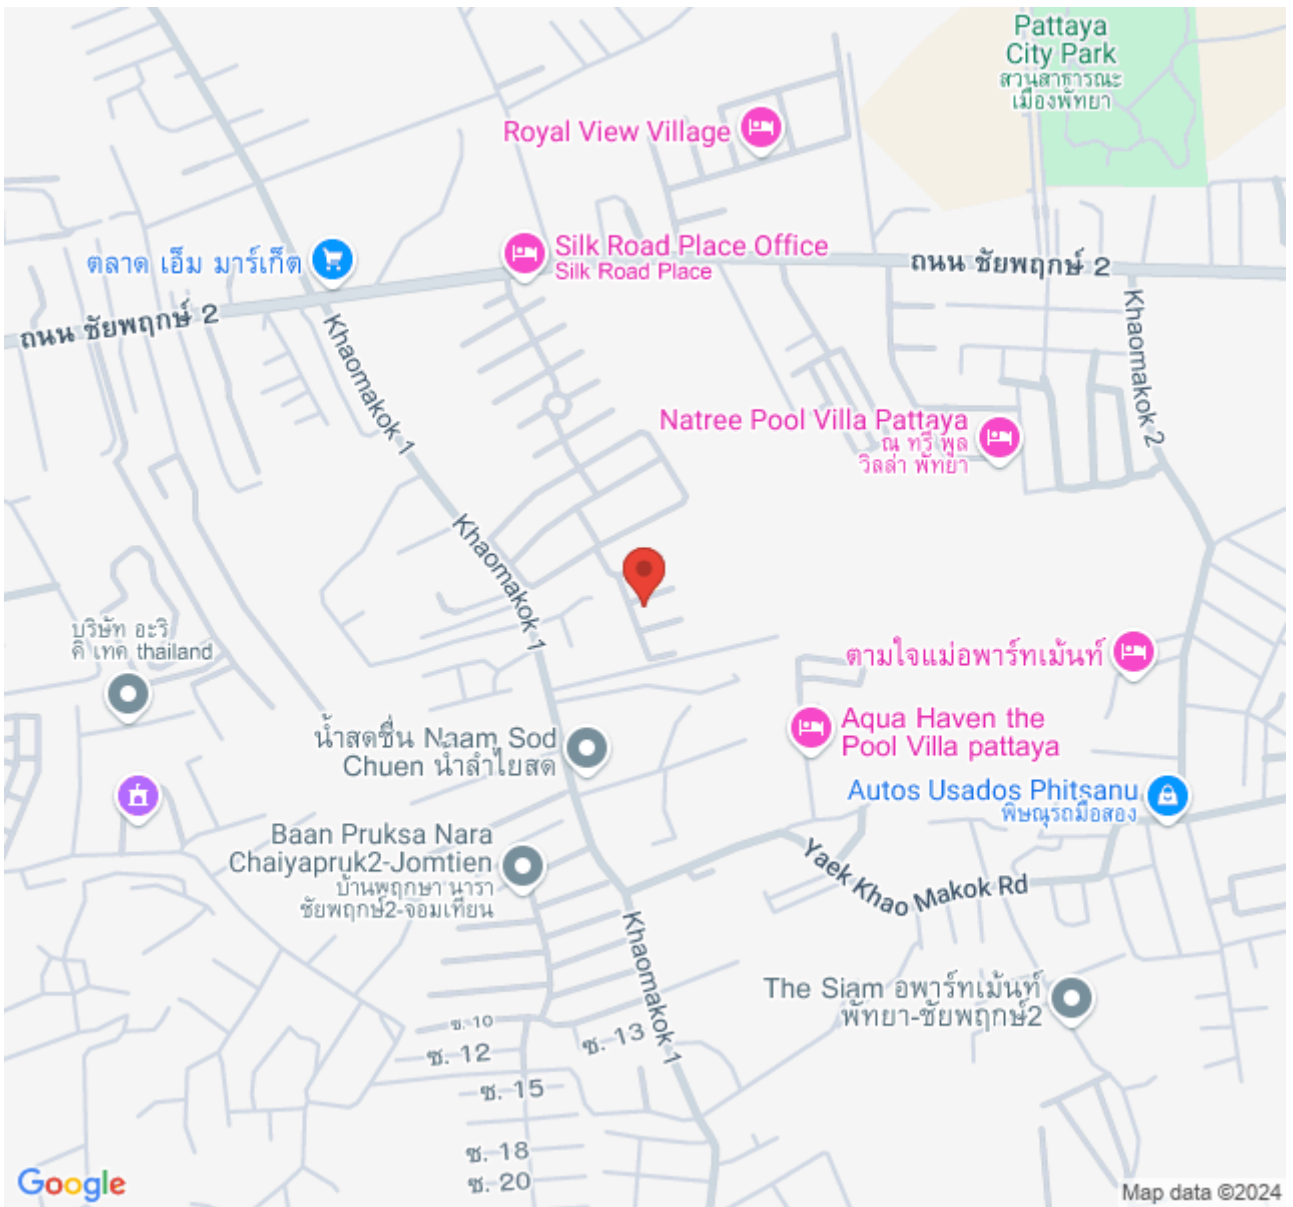 Pattaya
City Park
สวนสาธารณะ
เมืองพัทยา
Royal View Village
Silk Road Place Office
Silk Road Place
ตลาด เอ็ม มาร์เก็ต
ถนน ชัยพฤกษ์ 2
ถนน ชัยพฤกษ์ 2
Khaomakok 1
Khaomakok 2
Natree Pool Villa Pattaya
ณ ทรี พูล
วิลล่า พัทยา
Khaomakok 1
บริษัท อะริ
คิ เทค thailand
ตามใจแม่อพาร์ทเม้นท์
Aqua Haven the
Pool Villa pattaya
น้ำสดชื่น Naam Sod
Chuen น้ำลำไยสด
Autos Usados Phitsanu
พิษณุรถมือสอง
Baan Pruksa Nara
Chaiyapruk2-Jomtien
บ้านพฤกษา นารา
ชัยพฤกษ์2-จอมเทียน
Yaek Khao Makok Rd
Khaomakok 1
The Siam อพาร์ทเม้นท์
พัทยา-ชัยพฤกษ์2
ซ. 10
ซ. 12
ซ. 13
ซ. 15
ซ. 18
ซ. 20
Google
Map data ©2024